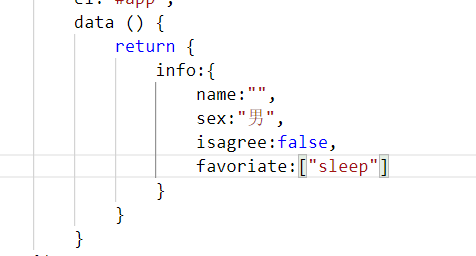 data () {
return {
info:{
name:"",
sex:"男",
isagree:false,
favoriate:["sleep"]
}
}
}